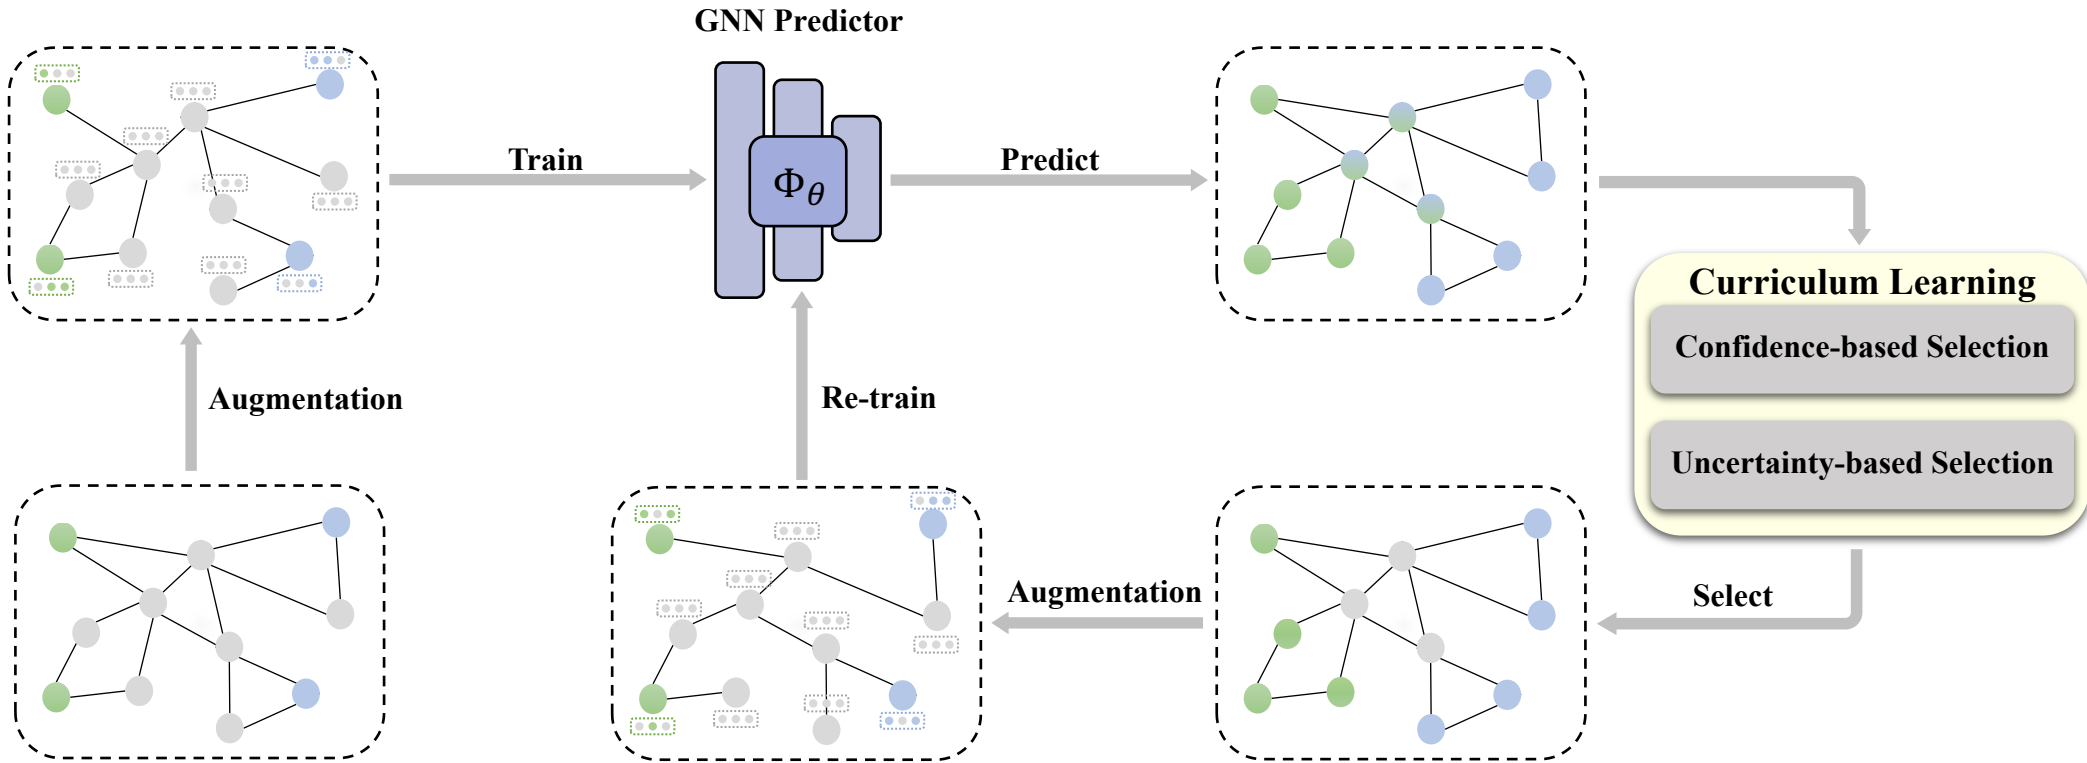 GNN Predictor
Train
Φθ
Predict
Curriculum Learning
Confidence-based Selection
Uncertainty-based Selection
Augmentation
Re-train
Augmentation
Select